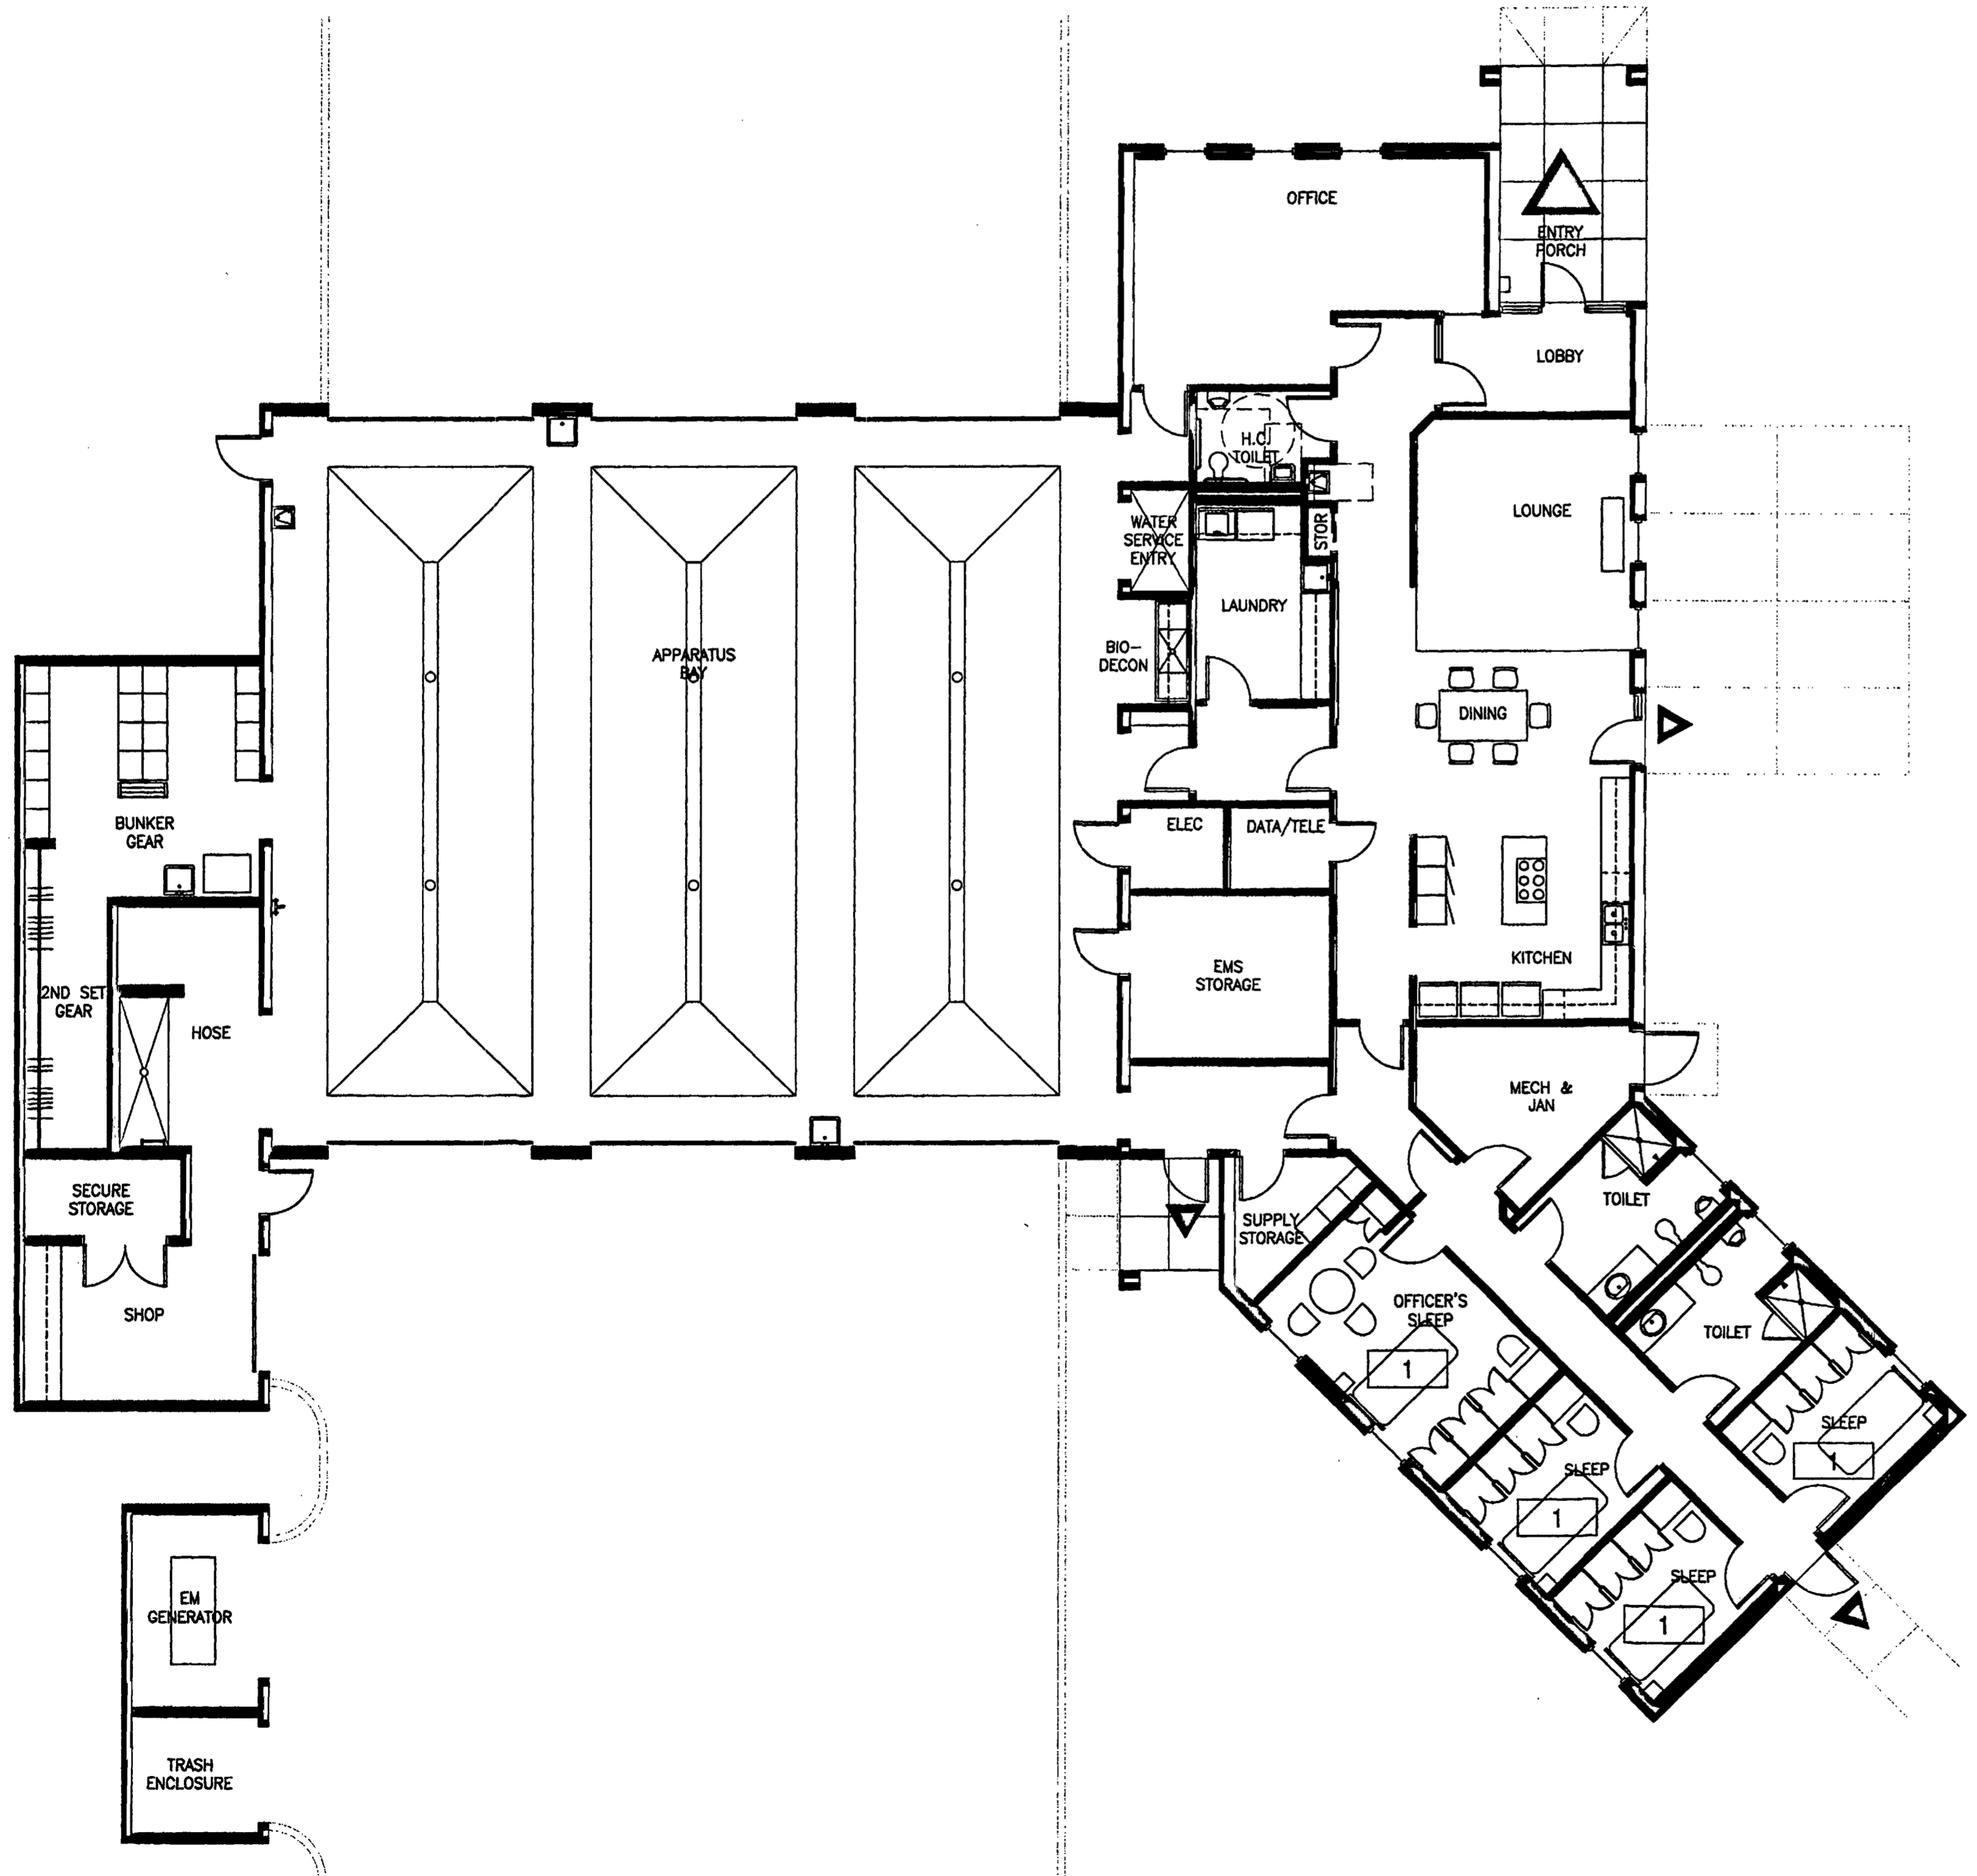 OFFICE
ENTRY
PORCH
LOBBY
H.C.
TOILET
LOUNGE
WATER
SERVICE
ENTRY
STOR
LAUNDRY
BIO-
DECON
APPARATUS
BAY
DINING
BUNKER
GEAR
ELEC
DATA/TELE
KITCHEN
EMS
STORAGE
2ND SET
GEAR
HOSE
MECH &
JAN
SECURE
STORAGE
TOILET
SUPPLY
STORAGE
OFFICER'S
SLEEP
1
TOILET
SHOP
SLEEP
1
SLEEP
1
SLEEP
1
EM
GENERATOR
TRASH
ENCLOSURE